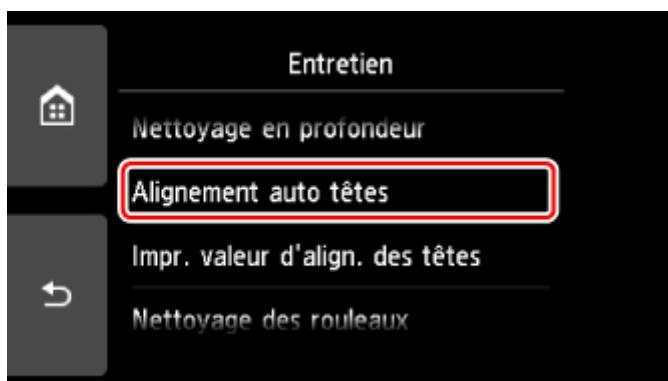 Entretien
Nettoyage en profondeur
Alignement auto têtes
Impr. valeur d'align. des têtes
Nettoyage des rouleaux